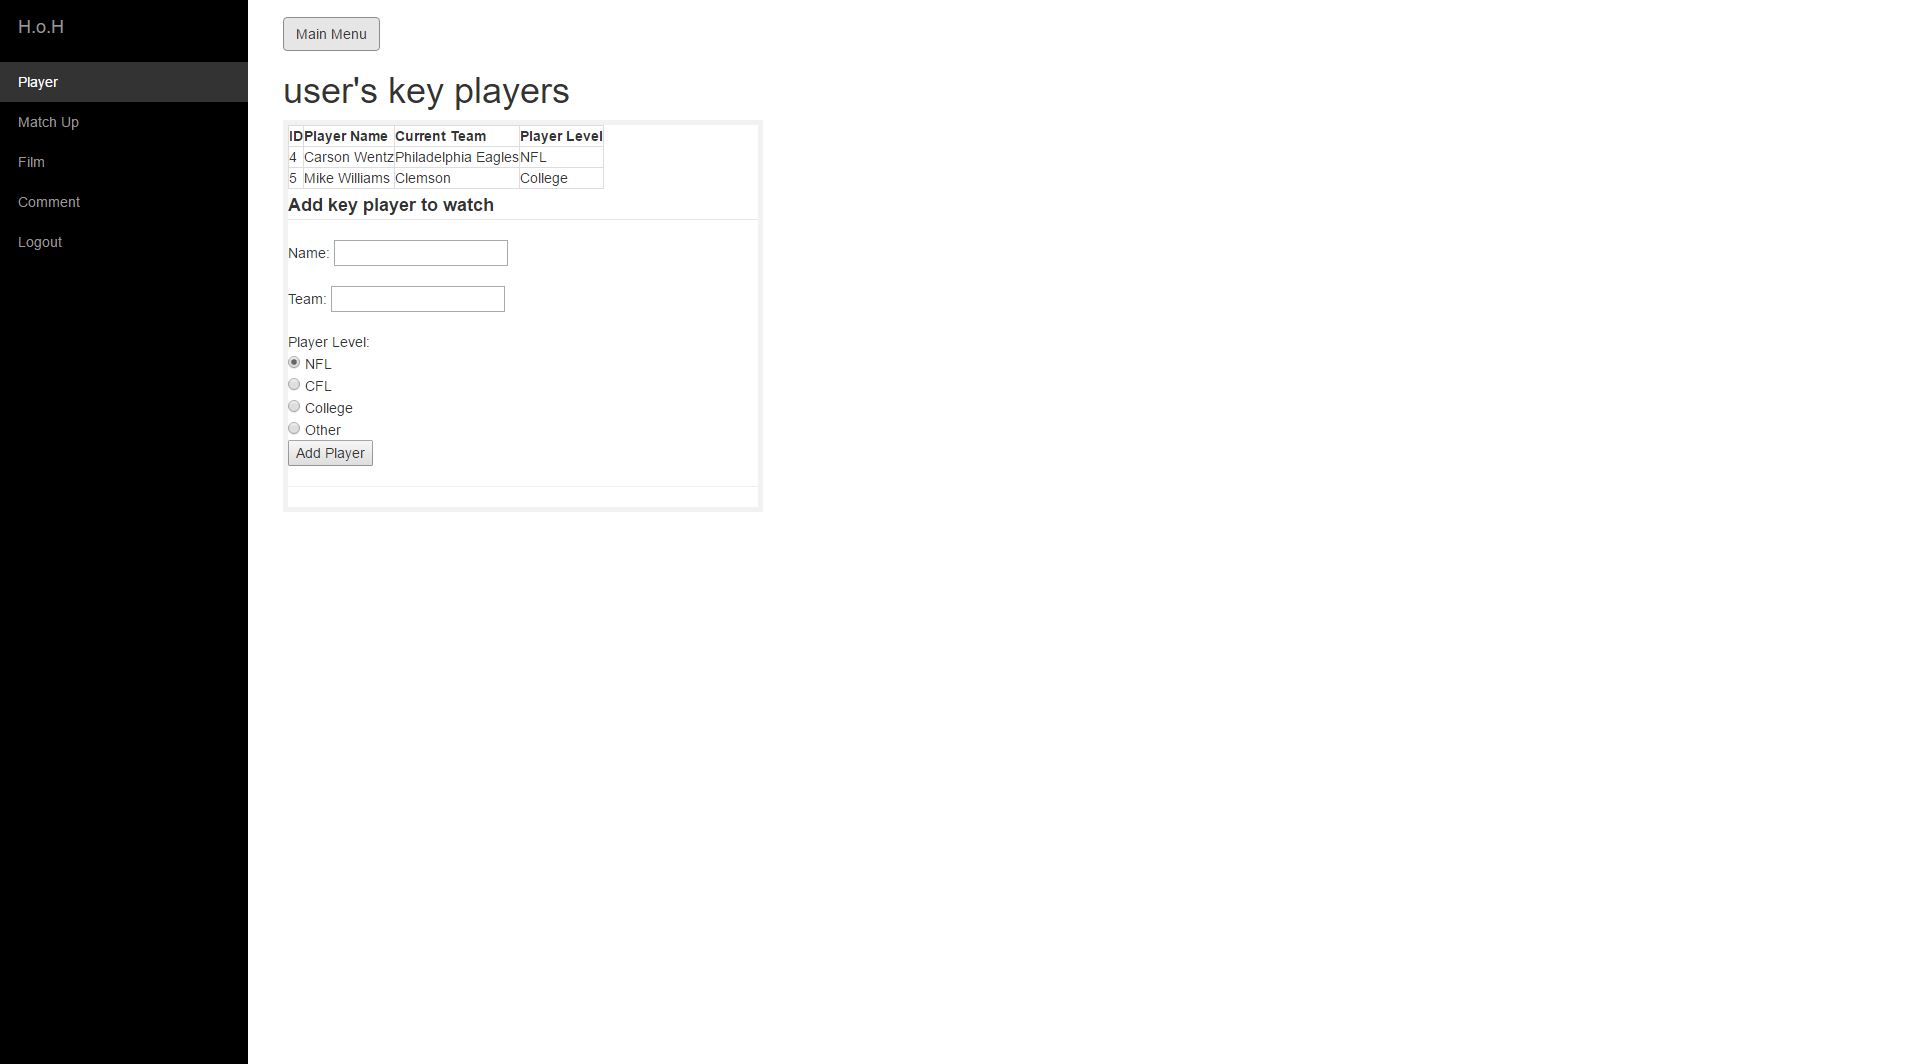 H.o.H
Player
Match Up
Film
Comment
Logout
Main Menu
user's key players
ID Player Name Current Team Player Level
4 Carson Wentz Philadelphia Eagles NFL
5 Mike Williams Clemson College
Add key player to watch
Name:
Team:
Player Level:
NFL
CFL
College
Other
Add Player